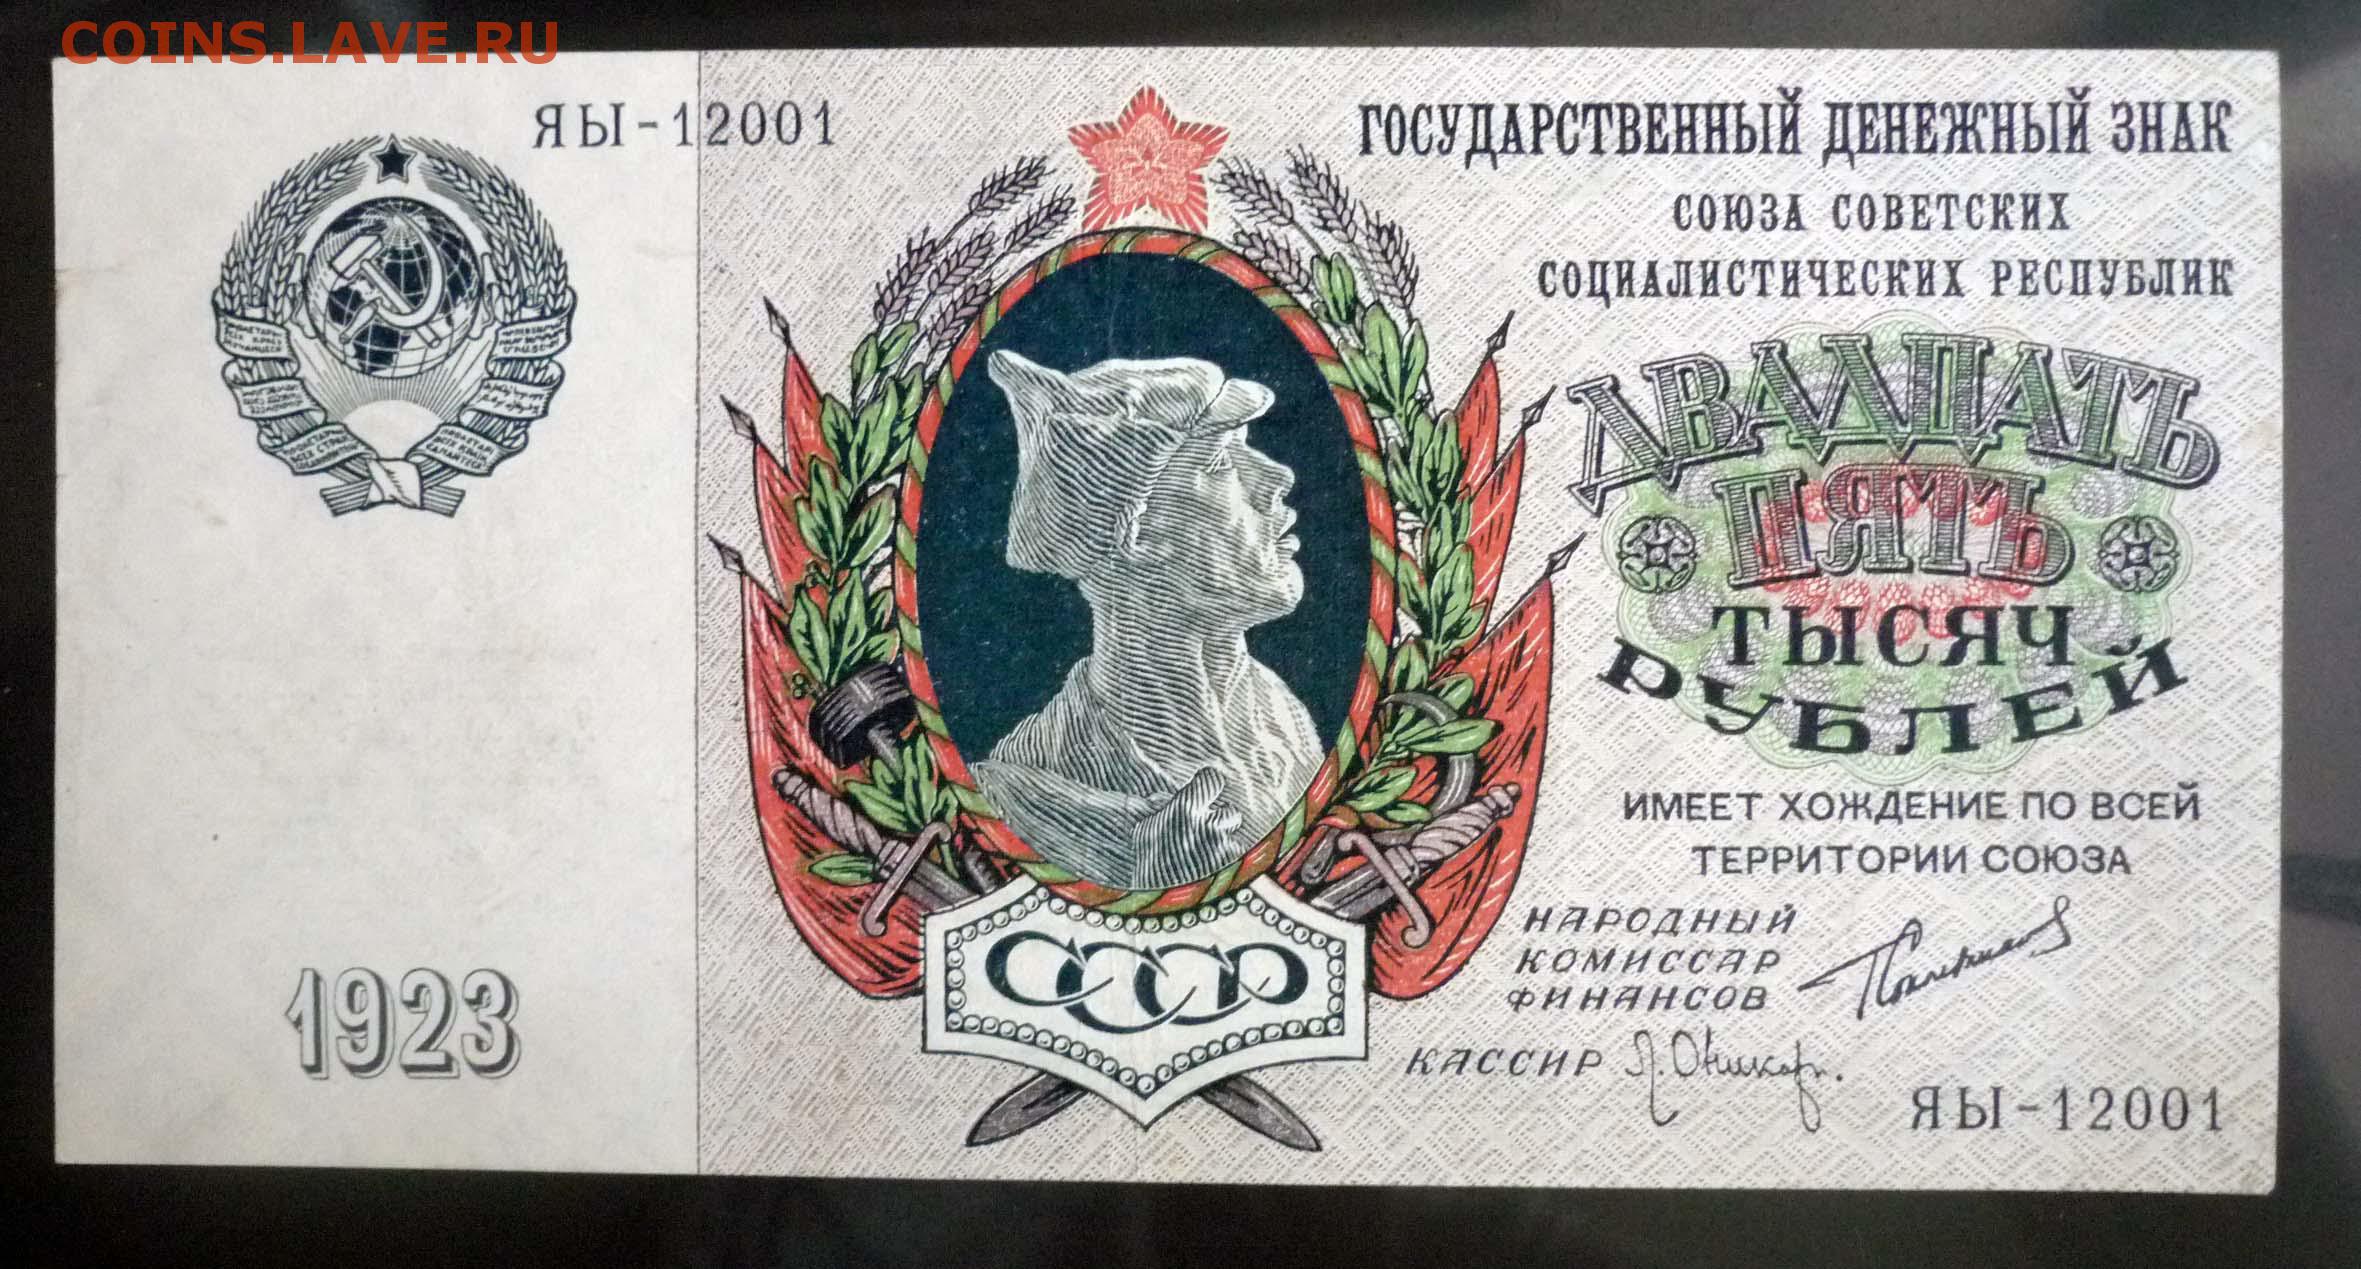 COINS.LAVE.RU
ЯЫ-12001
ГОСУДАРСТВЕННЫЙ ДЕНЕЖНЫЙ ЗНАК
СОЮЗА СОВЕТСКИХ
СОЦИАЛИСТИЧЕСКИХ РЕСПУБЛИК
ДВАДЦАТЬ
ПЯТЬ
ТЫСЯЧ
РУБЛЕЙ
ИМЕЕТ ХОЖДЕНИЕ ПО ВСЕЙ
ТЕРРИТОРИИ СОЮЗА
НАРОДНЫЙ
КОМИССАР
ФИНАНСОВ
КАССИР
СССР
1923
ЯЫ-12001